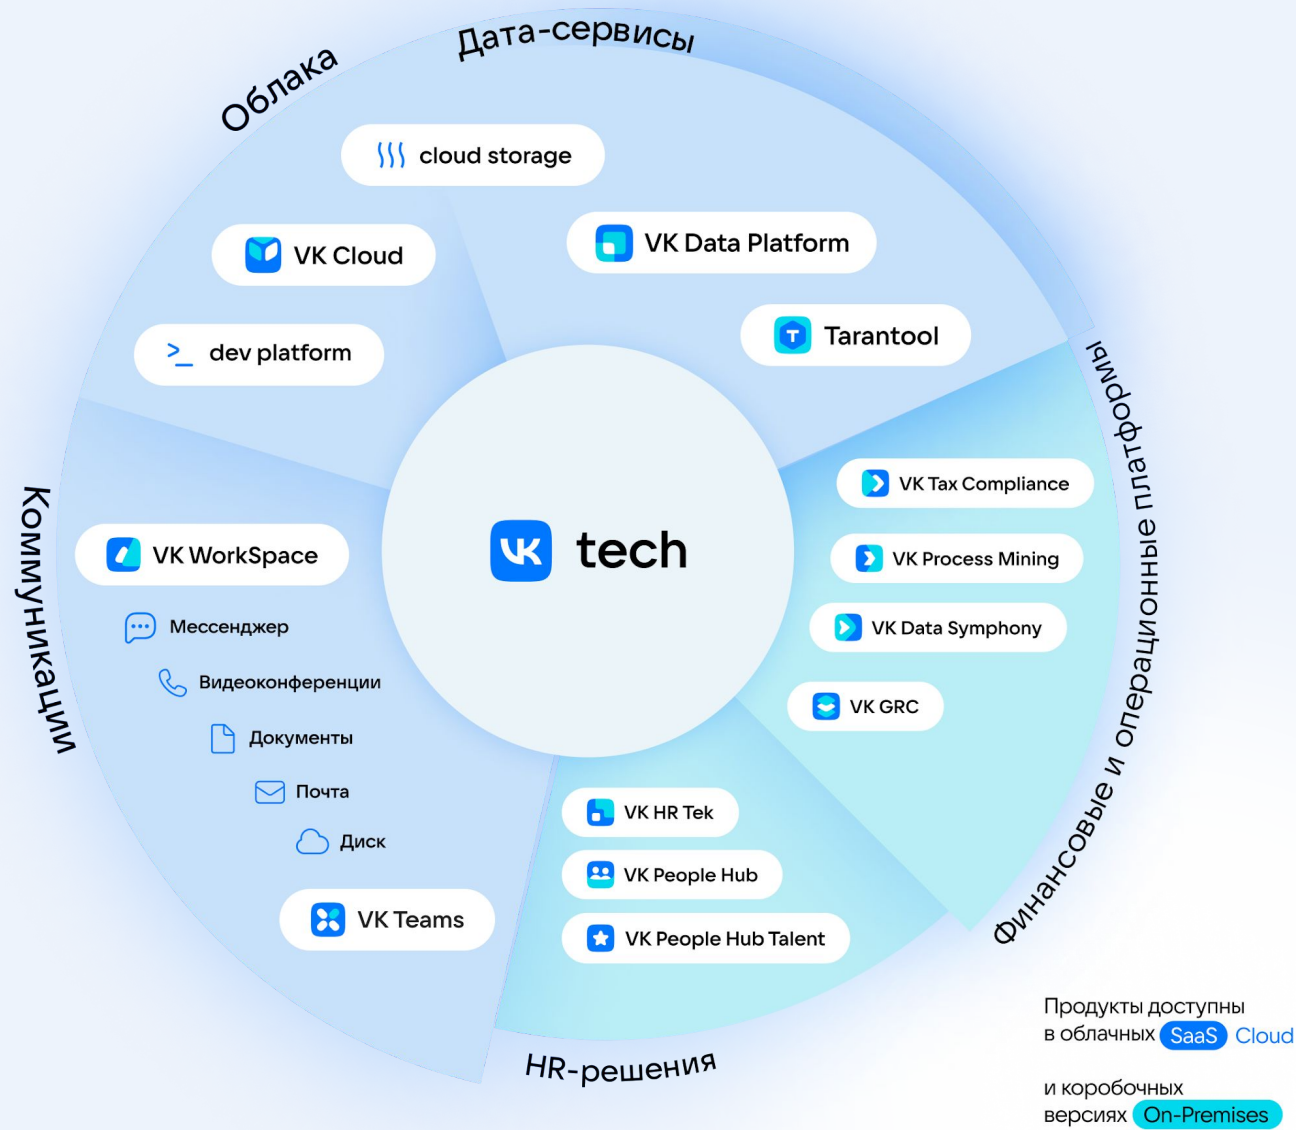 Облака
Дата-сервисы
cloud storage
VK Cloud
VK Data Platform
dev platform
Tarantool
Финансовые и операционные платформы
VK Tax Compliance
VK Process Mining
VK Data Symphony
VK GRC
VK tech
Коммуникации
VK WorkSpace
Мессенджер
Видеоконференции
Документы
Почта
Диск
VK Teams
VK HR Tek
VK People Hub
VK People Hub Talent
HR-решения
Продукты доступны
в облачных SaaS Cloud
и коробочных
версиях On-Premises